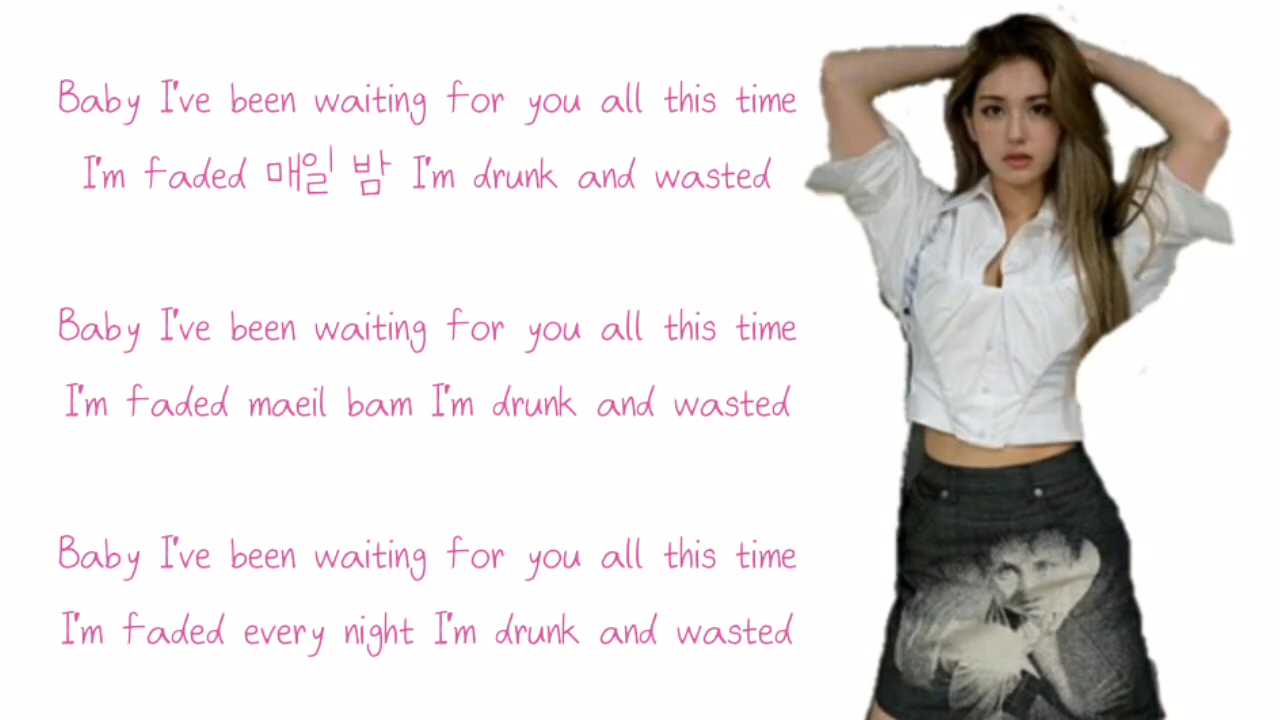 Baby I've been waiting for you all this time
I'm faded 매일 밤 I'm drunk and wasted
Baby I've been waiting for you all this time
I'm faded maeil bam I'm drunk and wasted
Baby I've been waiting for you all this time
I'm faded every night I'm drunk and wasted